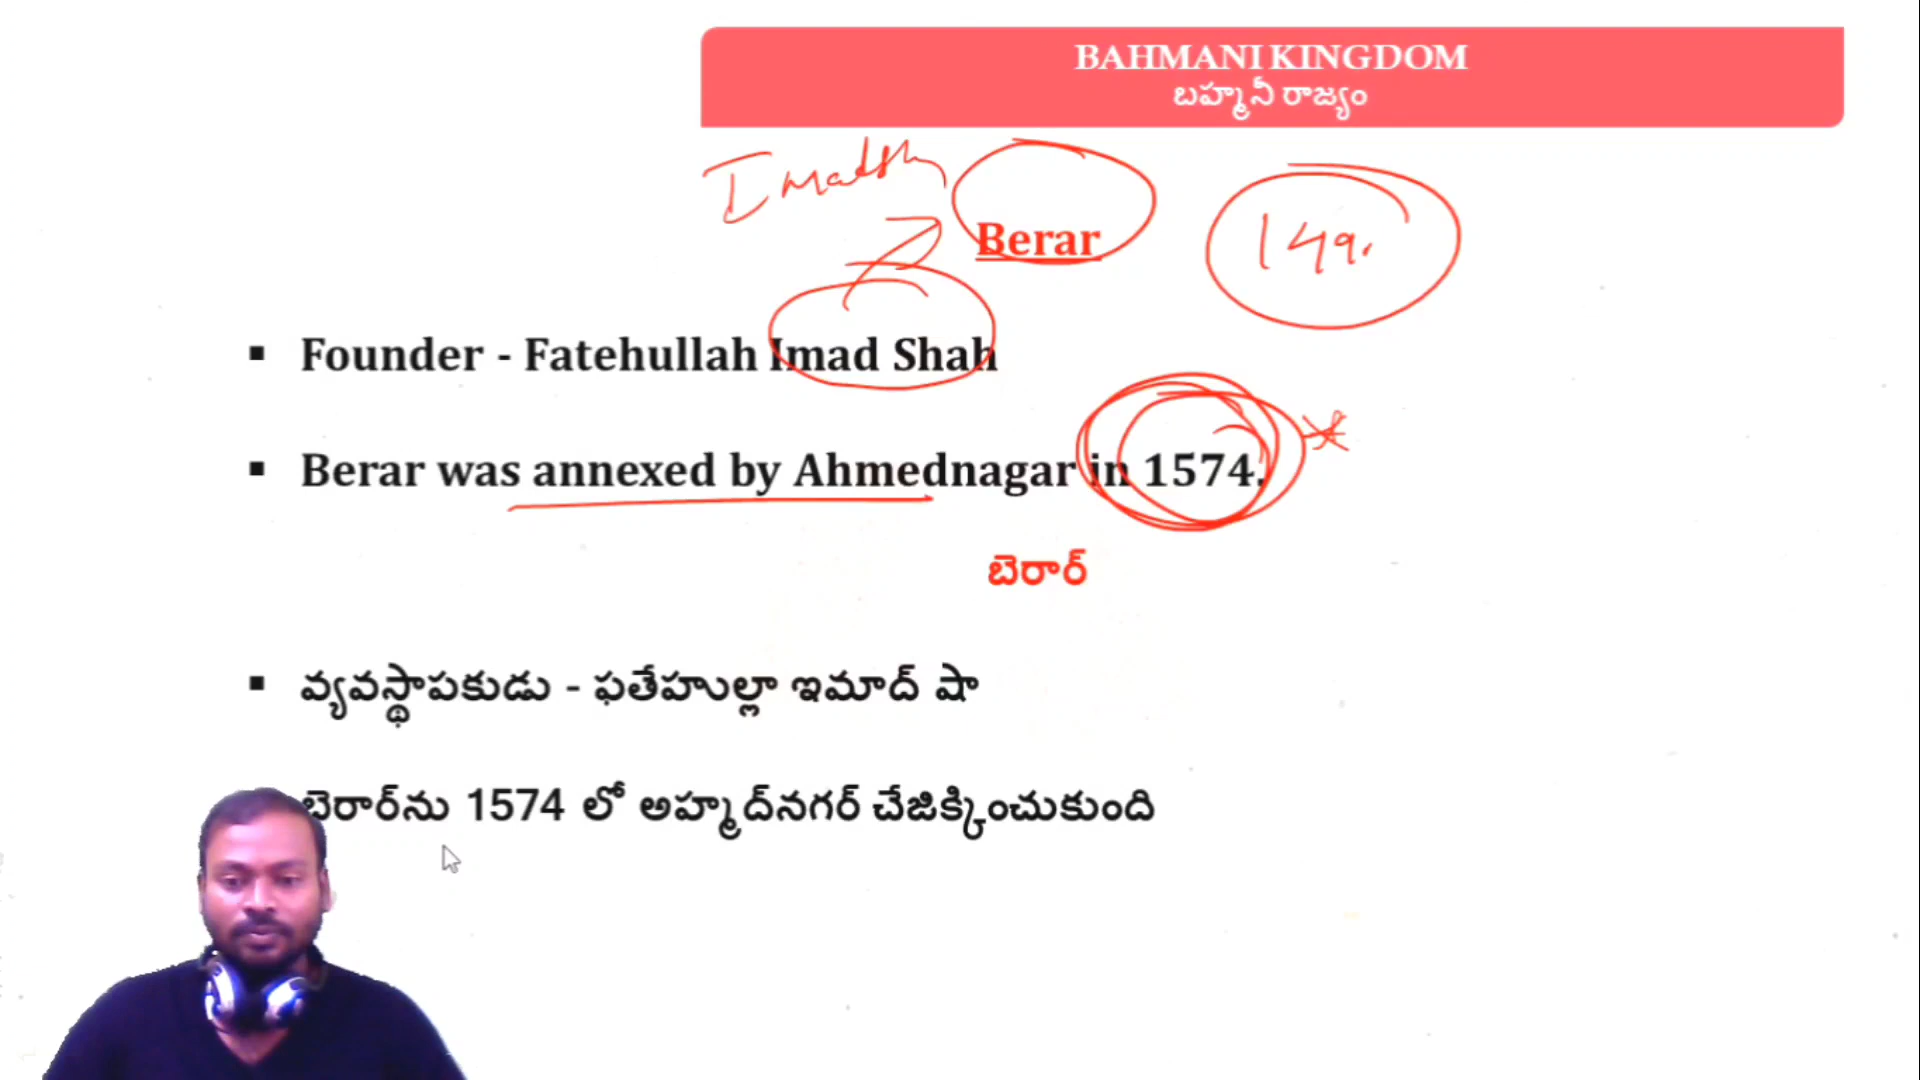 BAHMANI KINGDOM
బహ్మనీ రాజ్యం
Berar
Founder - Fatehullah Imad Shah
Berar was annexed by Ahmednagar in 1574.
బెరార్
వ్యవస్థాపకుడు - ఫతేహుల్లా ఇమాద్ షా
బెరార్‌ను 1574 లో అహ్మద్‌నగర్ చేజిక్కించుకుంది